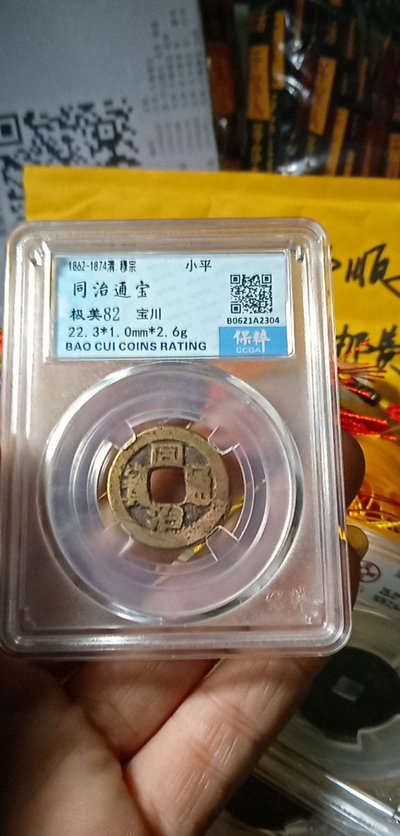 1862-1874清 穆宗 小平
同治通宝
极美82 宝川
22.3*1.0mm*2.6g
B0621A2304
保粹
CCGA
BAO CUI COINS RATING
顺
同
治